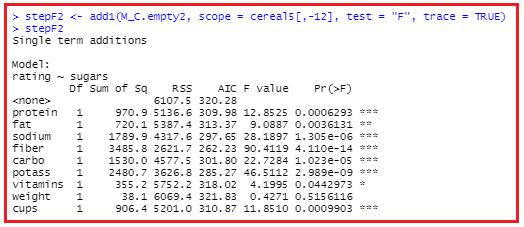 > stepF2 <- add1(M_C.empty2, scope = cereal5[,-12], test = "F", trace = TRUE)
> stepF2
Single term additions

Model:
rating ~ sugars
         Df Sum of Sq    RSS    AIC F value    Pr(>F)
<none>                6107.5 320.28
protein   1     970.9 5136.6 309.98 12.8525 0.0006293 ***
fat       1     720.1 5387.4 313.37  9.0887 0.0036131 **
sodium    1    1789.9 4317.6 297.65 28.1897 1.305e-06 ***
fiber     1    3485.8 2621.7 262.23 90.4119 4.110e-14 ***
carbo     1    1530.0 4577.5 301.80 22.7284 1.023e-05 ***
potass    1    2480.7 3626.8 285.27 46.5112 2.989e-09 ***
vitamins  1     355.2 5752.2 318.02  4.1995 0.0442973 *
weight    1      38.1 6069.4 321.83  0.4271 0.5156116
cups      1     906.4 5201.0 310.87 11.8510 0.0009903 ***